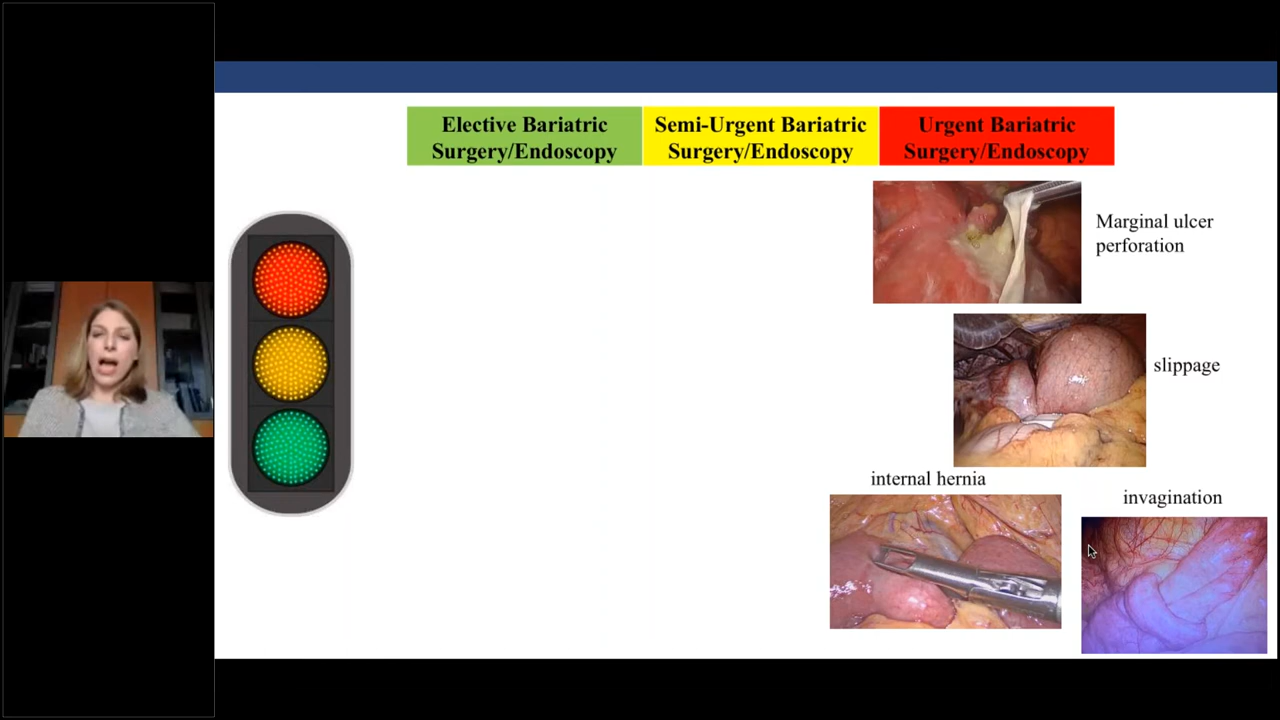 Elective Bariatric
Surgery/Endoscopy
Semi-Urgent Bariatric
Surgery/Endoscopy
Urgent Bariatric
Surgery/Endoscopy
Marginal ulcer
perforation
slippage
internal hernia
invagination